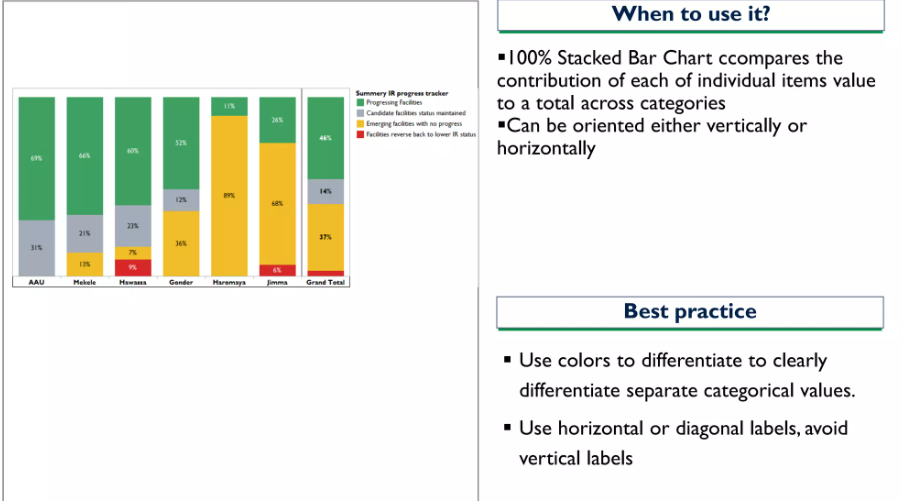 Summery IR progress tracker
Progressing Facilities
Candidate facilities status maintained
Emerging facilities with no progress
Facilities reverse back to lower IR status
11%
26%
46%
69%
66%
60%
52%
14%
12%
89%
68%
31%
21%
23%
36%
37%
13%
7%
9%
6%
AAU
Mekele
Hawassa
Gonder
Haromaya
Jimma
Grand Total
When to use it?
▪100% Stacked Bar Chart ccompares the
contribution of each of individual items value
to a total across categories
▪Can be oriented either vertically or
horizontally
Best practice
▪ Use colors to differentiate to clearly
differentiate separate categorical values.
▪ Use horizontal or diagonal labels, avoid
vertical labels